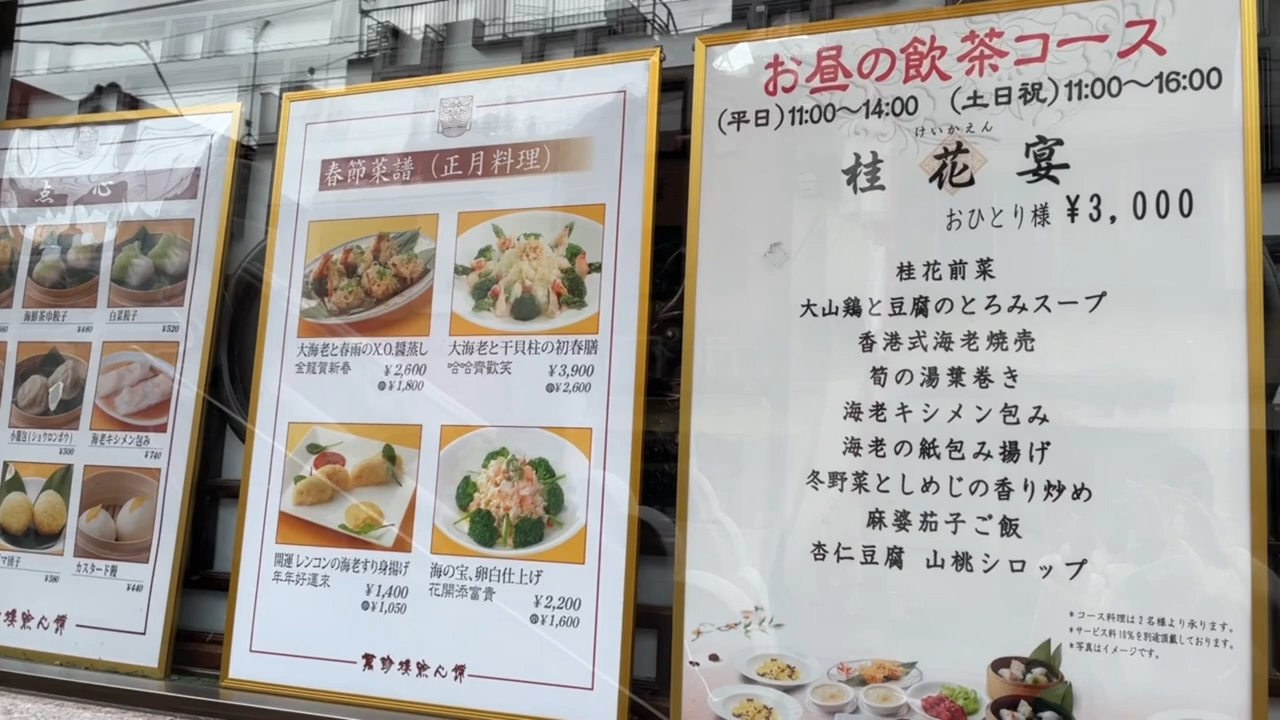 点心
海鮮茶巾餃子
¥480
白菜餃子
¥520
小籠包(ショウロンポウ)
¥500
海老キシメン包み
¥740
¥580
カスタード饅
¥440
春節菜譜（正月料理）
大海老と春雨のX.O.醤蒸し
金龍賀新春
¥2,600
小¥1,800
大海老と干貝柱の初春膳
哈哈齊歡笑
¥3,900
小¥2,600
開運 レンコンの海老すり身揚げ
年年好運來
¥1,400
小¥1,050
海の宝、卵白仕上げ
花開添富貴
¥2,200
小¥1,600
お昼の飲茶コース
(平日)11:00〜14:00 (土日祝)11:00〜16:00
けいかえん
桂花宴
おひとり様 ¥3,000
桂花前菜
大山鶏と豆腐のとろみスープ
香港式海老焼売
筍の湯葉巻き
海老キシメン包み
海老の紙包み揚げ
冬野菜としめじの香り炒め
麻婆茄子ご飯
杏仁豆腐 山桃シロップ
＊コース料理は2名様より承ります。
＊サービス料10%を別途頂戴しております。
＊写真はイメージです。